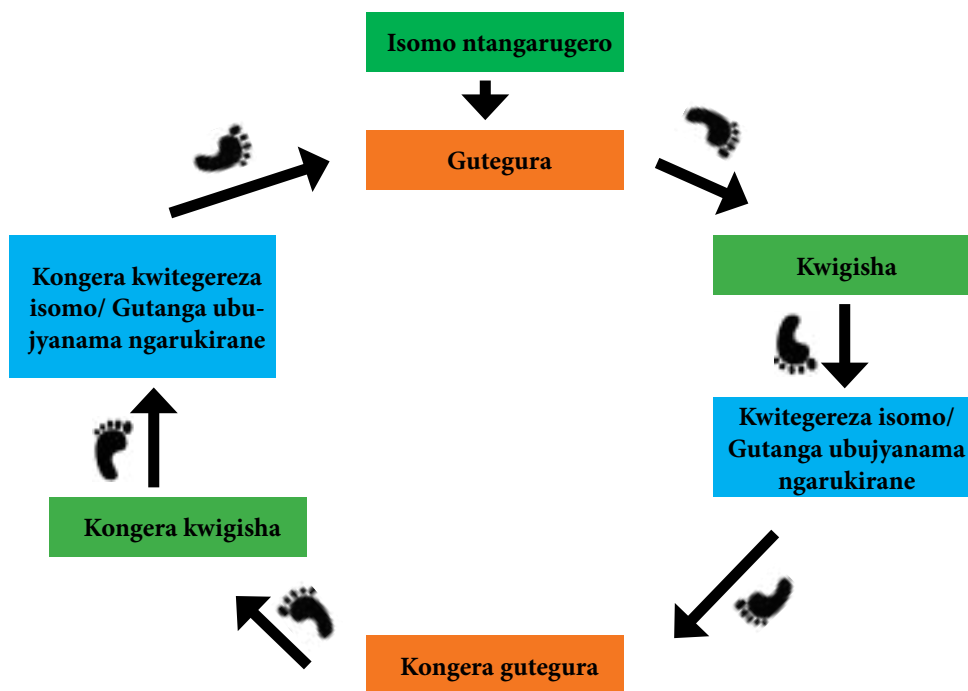 Isomo ntangarugero
Gutegura
Kwigisha
Kwitegereza isomo/
Gutanga ubujyanama
ngarukirane
Kongera gutegura
Kongera kwigisha
Kongera kwitegereza
isomo/ Gutanga ubu-
jyanama ngarukirane